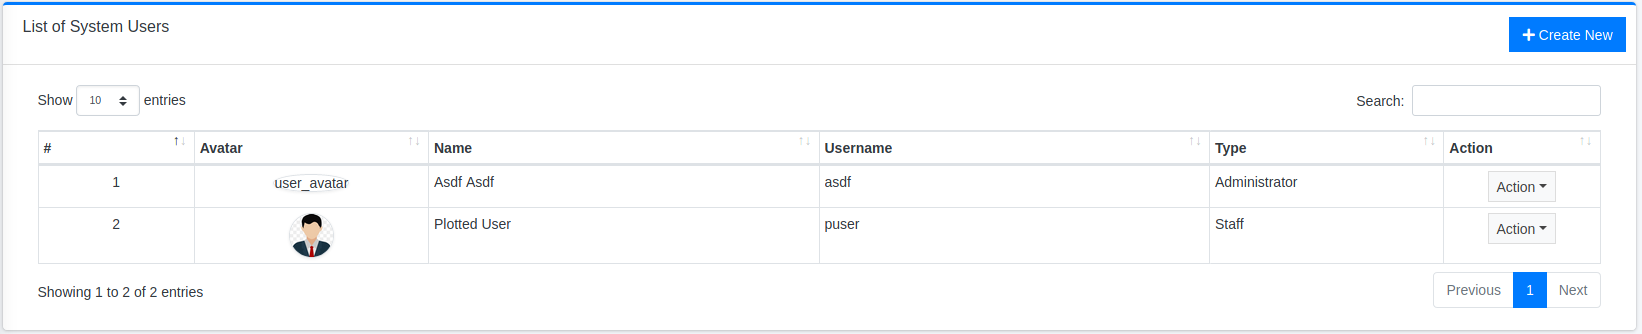 List of System Users
Create New
Show 10 entries
Search:
# Avatar Name Username Type Action
1 user_avatar Asdf Asdf asdf Administrator Action
2 Plotted User puser Staff Action
Showing 1 to 2 of 2 entries
Previous 1 Next